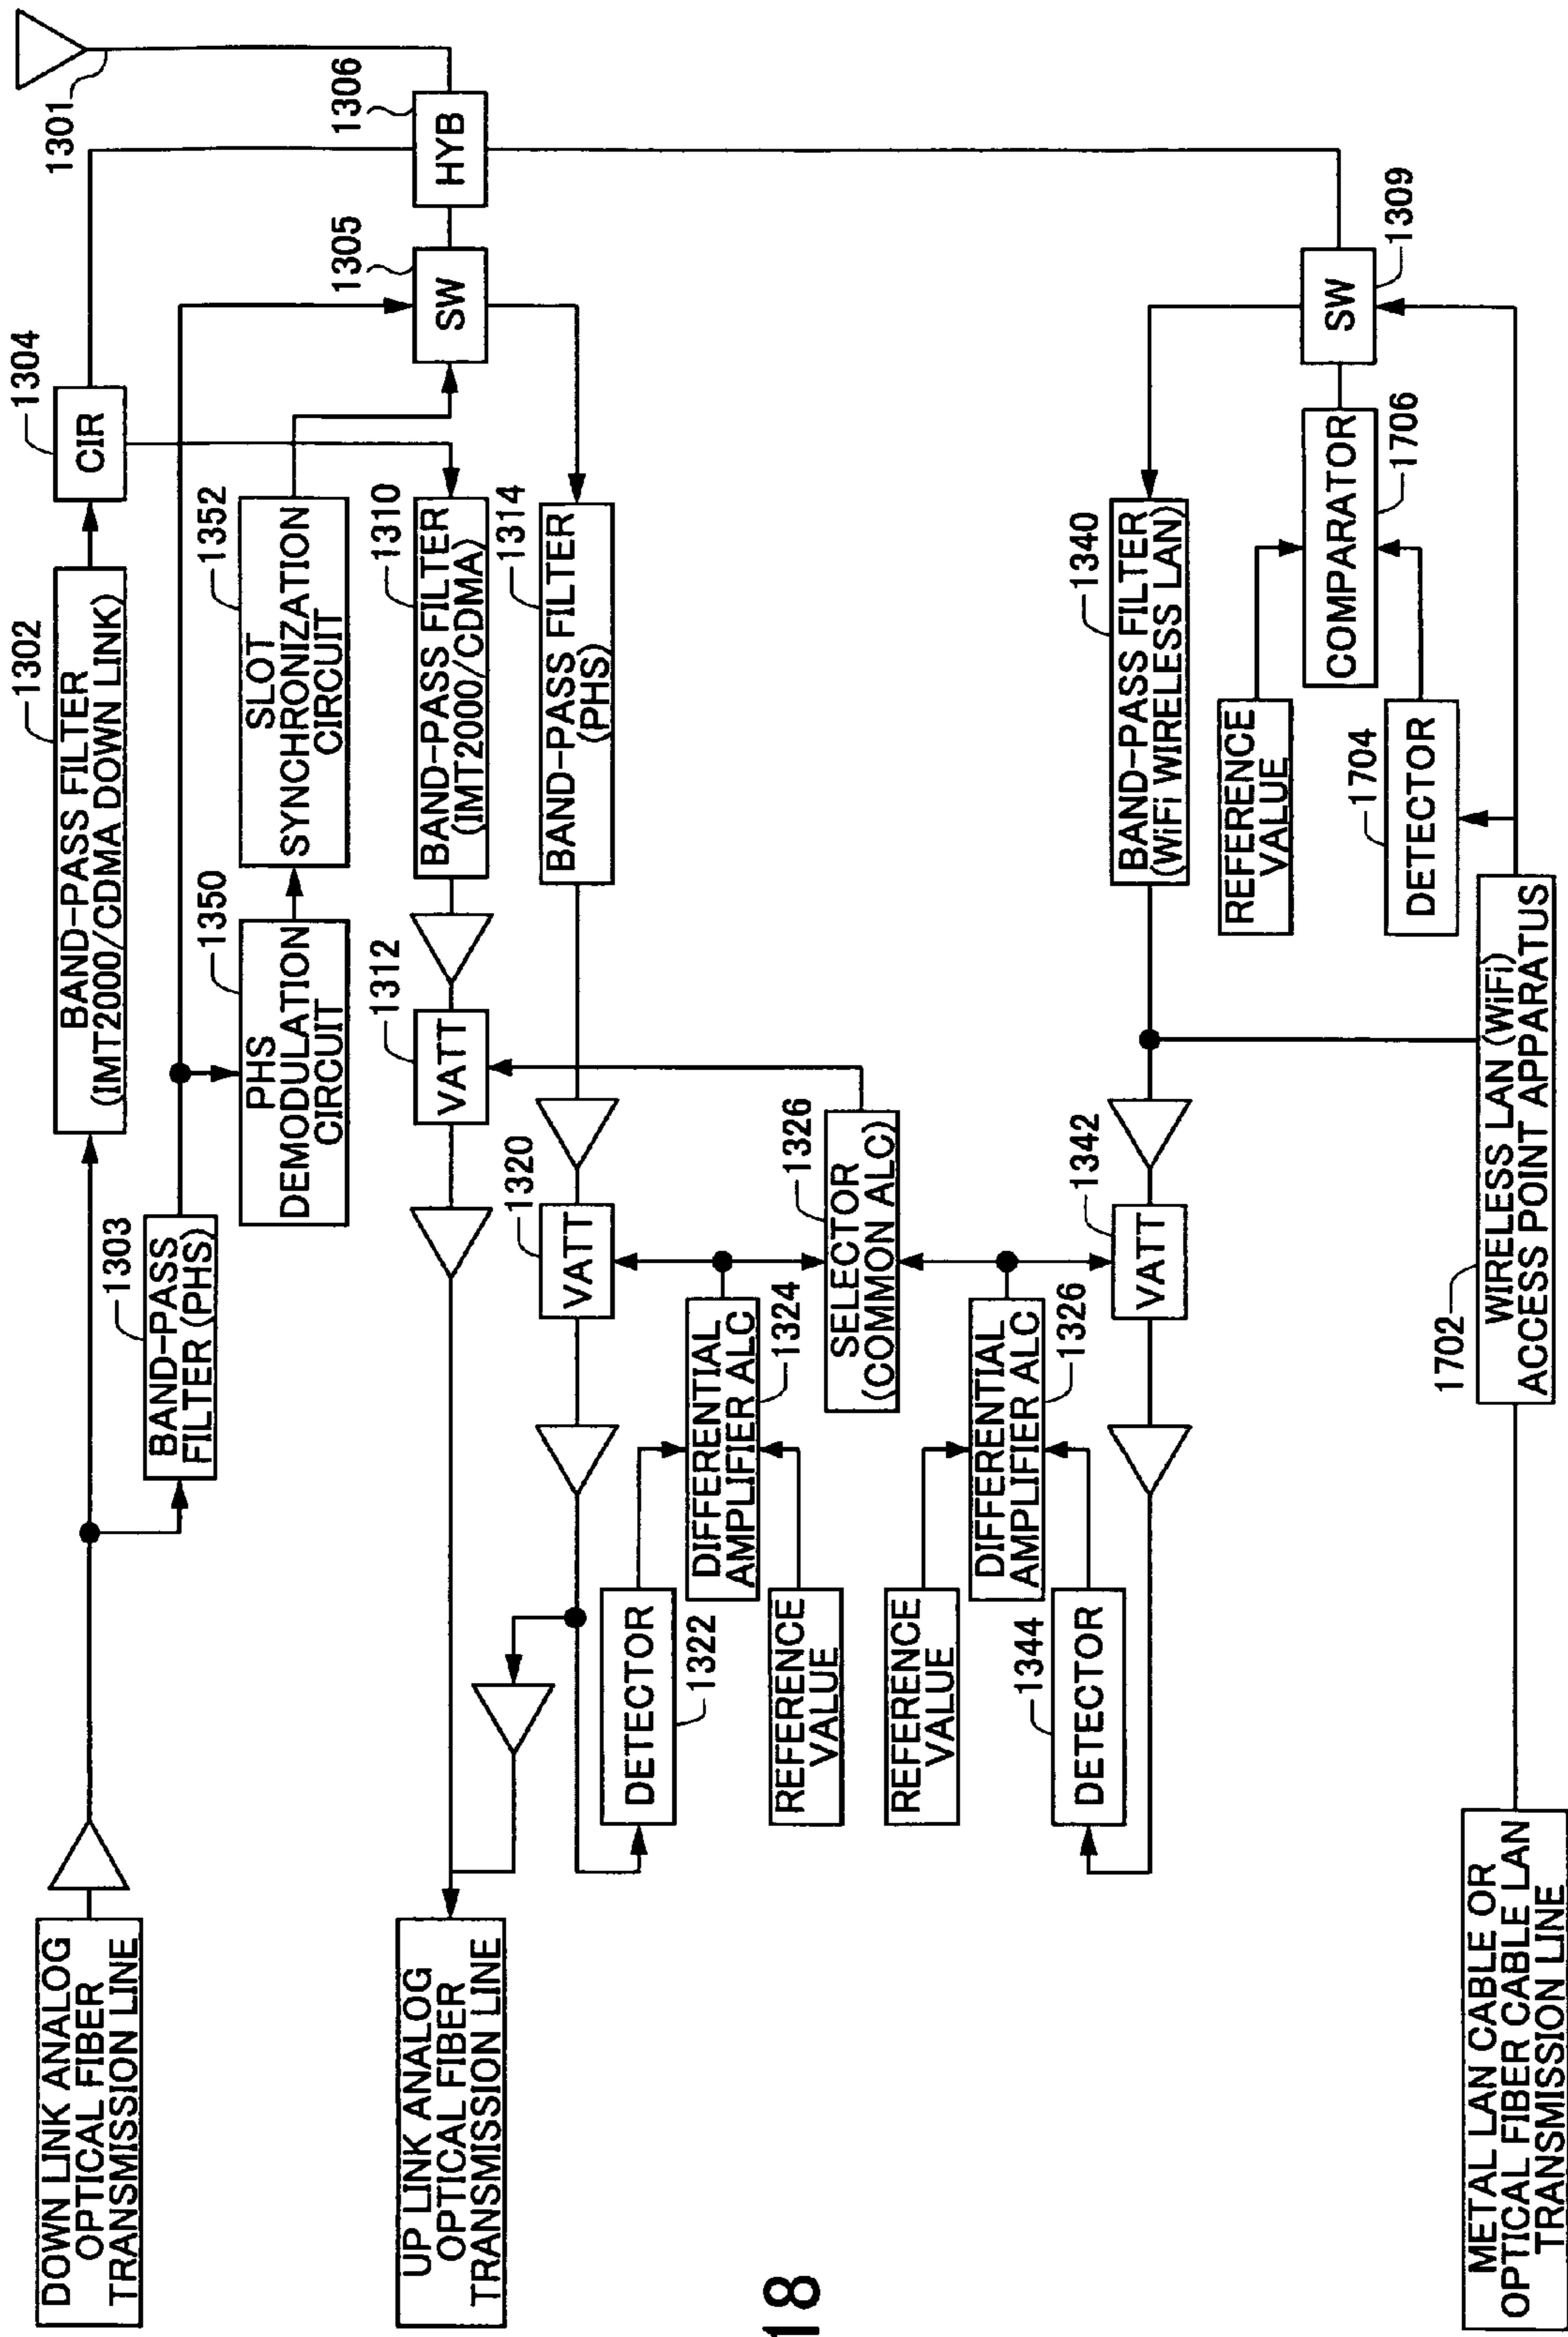 DOWN LINK ANALOG
OPTICAL FIBER
TRANSMISSION LINE
1303
BAND-PASS
FILTER (PHS)
1302
BAND-PASS FILTER
(IMT2000/CDMA DOWN LINK)
1304
CIR
1301
1350
PHS
DEMODULATION
CIRCUIT
1352
SLOT
SYNCHRONIZATION
CIRCUIT
1305
SW
1306
HYB
UP LINK ANALOG
OPTICAL FIBER
TRANSMISSION LINE
1312
VATT
1310
BAND-PASS FILTER
(IMT2000/CDMA)
1320
VATT
1314
BAND-PASS FILTER
(PHS)
DETECTOR
1322
DIFFERENTIAL
AMPLIFIER ALC
1324
REFERENCE
VALUE
1326
SELECTOR
(COMMON ALC)
REFERENCE
VALUE
DIFFERENTIAL
AMPLIFIER ALC
1326
1344
DETECTOR
1342
VATT
1340
BAND-PASS FILTER
(WiFi WIRELESS LAN)
REFERENCE
VALUE
COMPARATOR
1706
SW
1309
1704
DETECTOR
METAL LAN CABLE OR
OPTICAL FIBER CABLE LAN
TRANSMISSION LINE
1702
WIRELESS LAN (WiFi)
ACCESS POINT APPARATUS
18